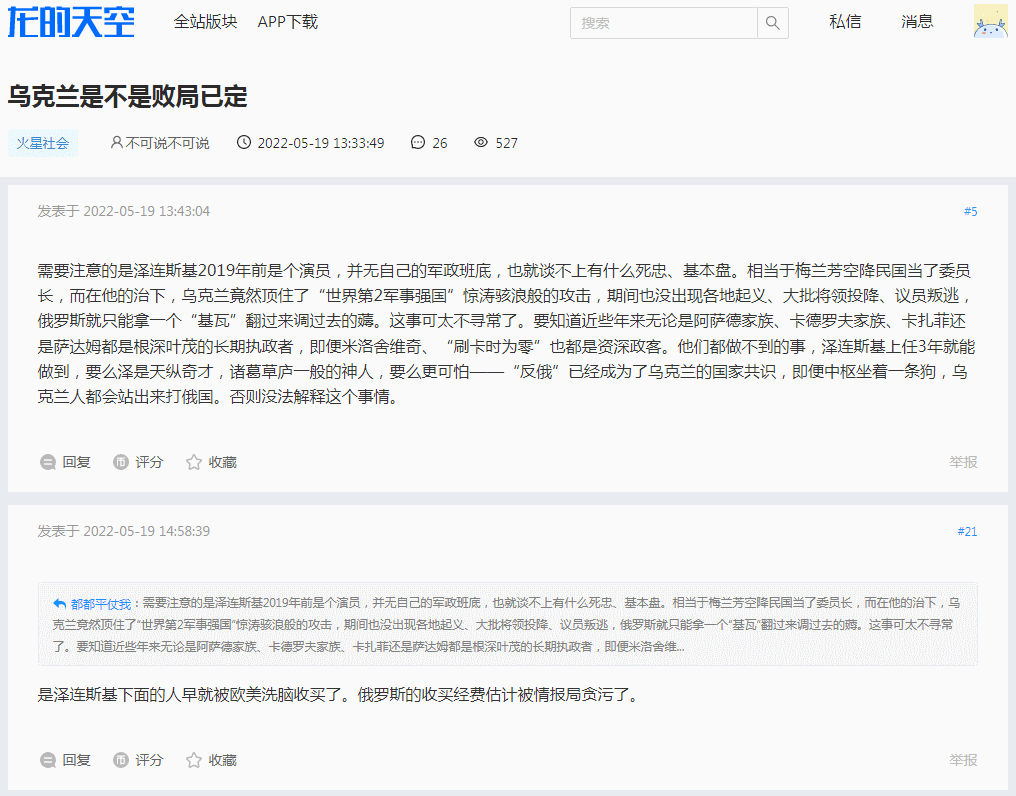 龙的天空 全站版块 APP下载 搜索 私信 消息
乌克兰是不是败局已定
火星社会 不可说不可说 2022-05-19 13:33:49 26 527
发表于 2022-05-19 13:43:04 #5
需要注意的是泽连斯基2019年前是个演员，并无自己的军政班底，也就谈不上有什么死忠、基本盘。相当于梅兰芳空降民国当了委员
长，而在他的治下，乌克兰竟然顶住了“世界第2军事强国”惊涛骇浪般的攻击，期间也没出现各地起义、大批将领投降、议员叛逃，
俄罗斯就只能拿一个“基瓦”翻过来调过去的薅。这事可太不寻常了。要知道近些年来无论是阿萨德家族、卡德罗夫家族、卡扎菲还
是萨达姆都是根深叶茂的长期执政者，即便米洛舍维奇、“刷卡时为零”也都是资深政客。他们都做不到的事，泽连斯基上任3年就能
做到，要么泽是天纵奇才，诸葛草庐一般的神人，要么更可怕——“反俄”已经成为了乌克兰的国家共识，即便中枢坐着一条狗，乌
克兰人都会站出来打俄国。否则没法解释这个事情。
回复 评分 收藏 举报
发表于 2022-05-19 14:58:39 #21
都都平仗我：需要注意的是泽连斯基2019年前是个演员，并无自己的军政班底，也就谈不上有什么死忠、基本盘。相当于梅兰芳空降民国当了委员长，而在他的治下，乌
克兰竟然顶住了“世界第2军事强国”惊涛骇浪般的攻击，期间也没出现各地起义、大批将领投降、议员叛逃，俄罗斯就只能拿一个“基瓦”翻过来调过去的薅。这事可太不寻常
了。要知道近些年来无论是阿萨德家族、卡德罗夫家族、卡扎菲还是萨达姆都是根深叶茂的长期执政者，即便米洛舍维...
是泽连斯基下面的人早就被欧美洗脑收买了。俄罗斯的收买经费估计被情报局贪污了。
回复 评分 收藏 举报